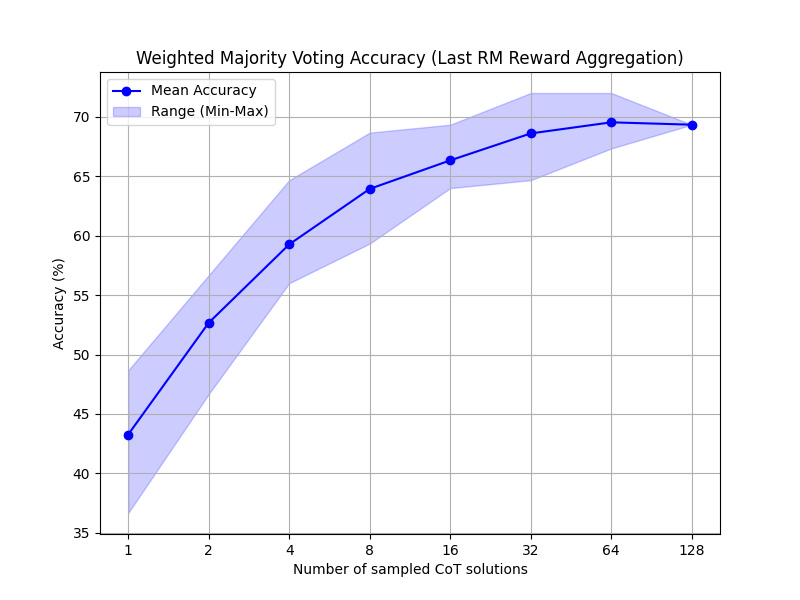 Weighted Majority Voting Accuracy (Last RM Reward Aggregation)
Mean Accuracy
Range (Min-Max)
Accuracy (%)
70
65
60
55
50
45
40
35
1 2 4 8 16 32 64 128
Number of sampled CoT solutions